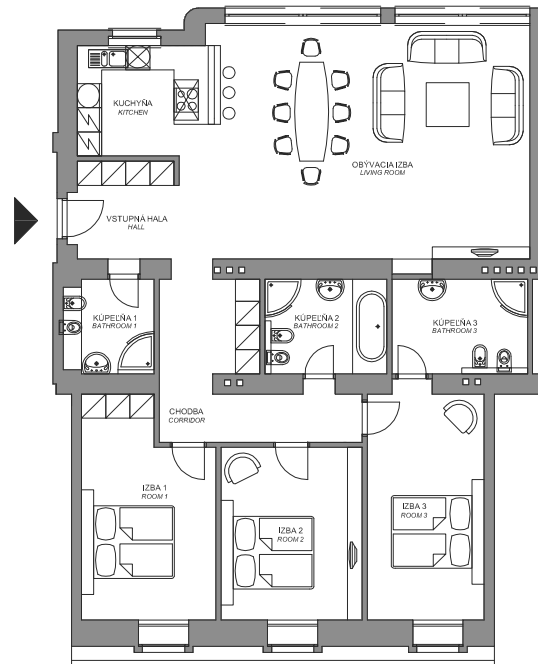 KUCHYŇA
KITCHEN
OBÝVACIA IZBA
LIVING ROOM
VSTUPNÁ HALA
HALL
KÚPEĽŇA 1
BATHROOM 1
KÚPEĽŇA 2
BATHROOM 2
KÚPEĽŇA 3
BATHROOM 3
CHODBA
CORRIDOR
IZBA 1
ROOM 1
IZBA 2
ROOM 2
IZBA 3
ROOM 3